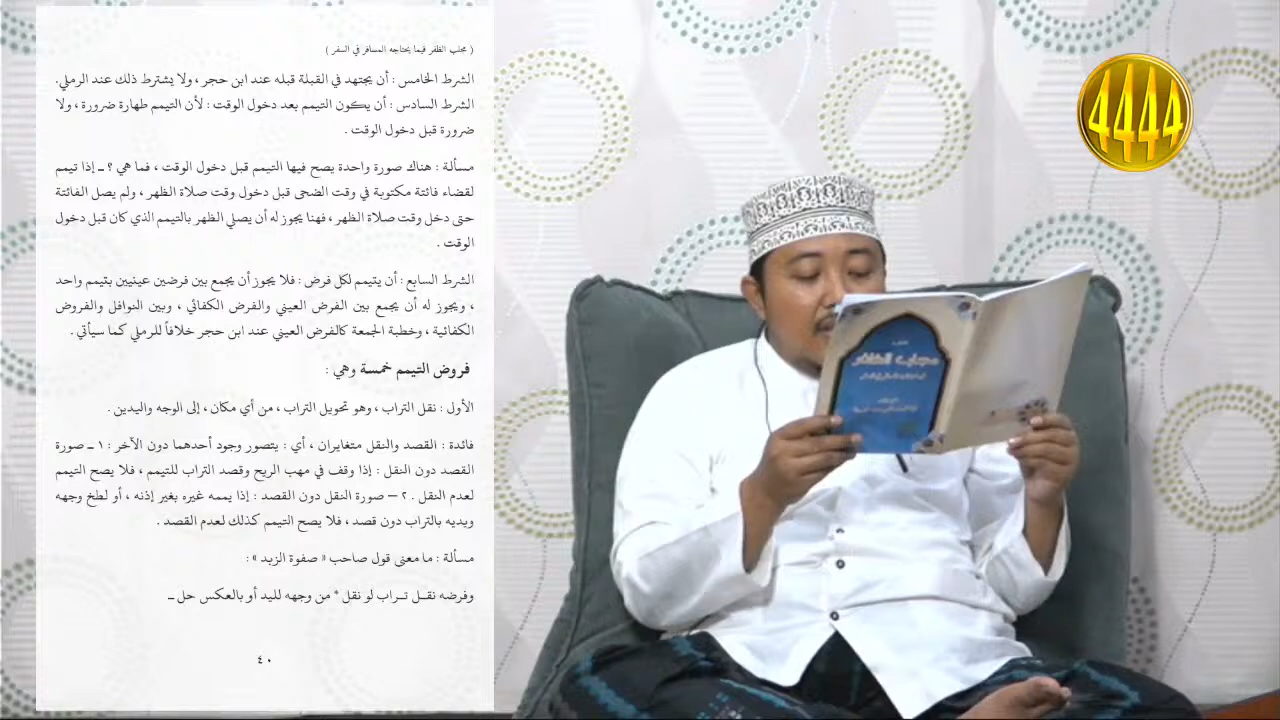 ( مجلب الظفر فيما يحتاجه المسافر في السفر )
الشرط الخامس : أن يجتهد في القبلة قبله عند ابن حجر ، ولا يشترط ذلك عند الرملي.
الشرط السادس : أن يكون التيمم بعد دخول الوقت : لأن التيمم طهارة ضرورة ، ولا
ضرورة قبل دخول الوقت .
مسألة : هناك صورة واحدة يصح فيها التيمم قبل دخول الوقت ، فما هي ؟ ــ إذا تيمم
لقضاء فائتة مكتوبة في وقت الضحى قبل دخول وقت صلاة الظهر ، ولم يصل الفائتة
حتى دخل وقت صلاة الظهر ، فهنا يجوز له أن يصلي الظهر بالتيمم الذي كان قبل دخول
الوقت .
الشرط السابع : أن يتيمم لكل فرض : فلا يجوز أن يجمع بين فرضين عينيين بتيمم واحد
، ويجوز له أن يجمع بين الفرض العيني والفرض الكفائي ، وبين النوافل والفروض
الكفائية ، وخطبة الجمعة كالفرض العيني عند ابن حجر خلافاً للرملي كما سيأتي .
فروض التيمم خمسة وهي :
الأول : نقل التراب ، وهو تحويل التراب ، من أي مكان ، إلى الوجه واليدين .
فائدة : القصد والنقل متغايران ، أي : يتصور وجود أحدهما دون الآخر : ١ ــ صورة
القصد دون النقل : إذا وقف في مهب الريح وقصد التراب للتيمم ، فلا يصح التيمم
لعدم النقل . ٢ – صورة النقل دون القصد : إذا يممه غيره بغير إذنه ، أو لطخ وجهه
ويديه بالتراب دون قصد ، فلا يصح التيمم كذلك لعدم القصد .
مسألة : ما معنى قول صاحب « صفوة الزبد » :
وفرضه نقــل تــراب لو نقل * من وجهه لليد أو بالعكس حل ــ
٤٠
4444
مجلب الظفر